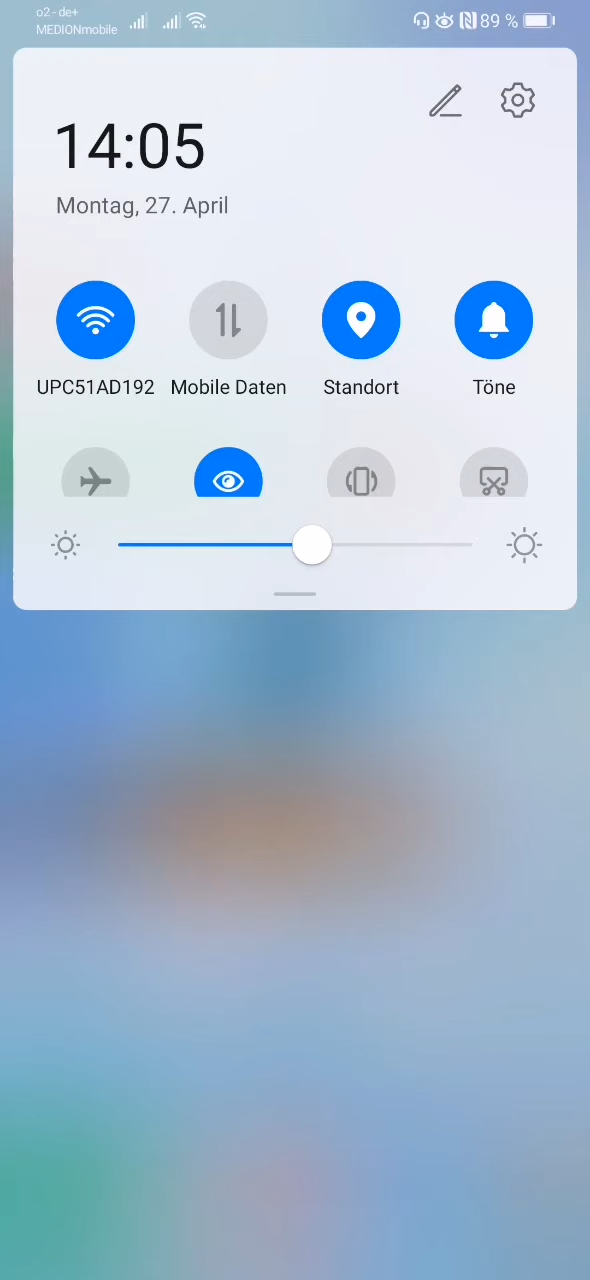 o2 - de+
MEDIONmobile
89 %
14:05
Montag, 27. April
UPC51AD192
Mobile Daten
Standort
Töne